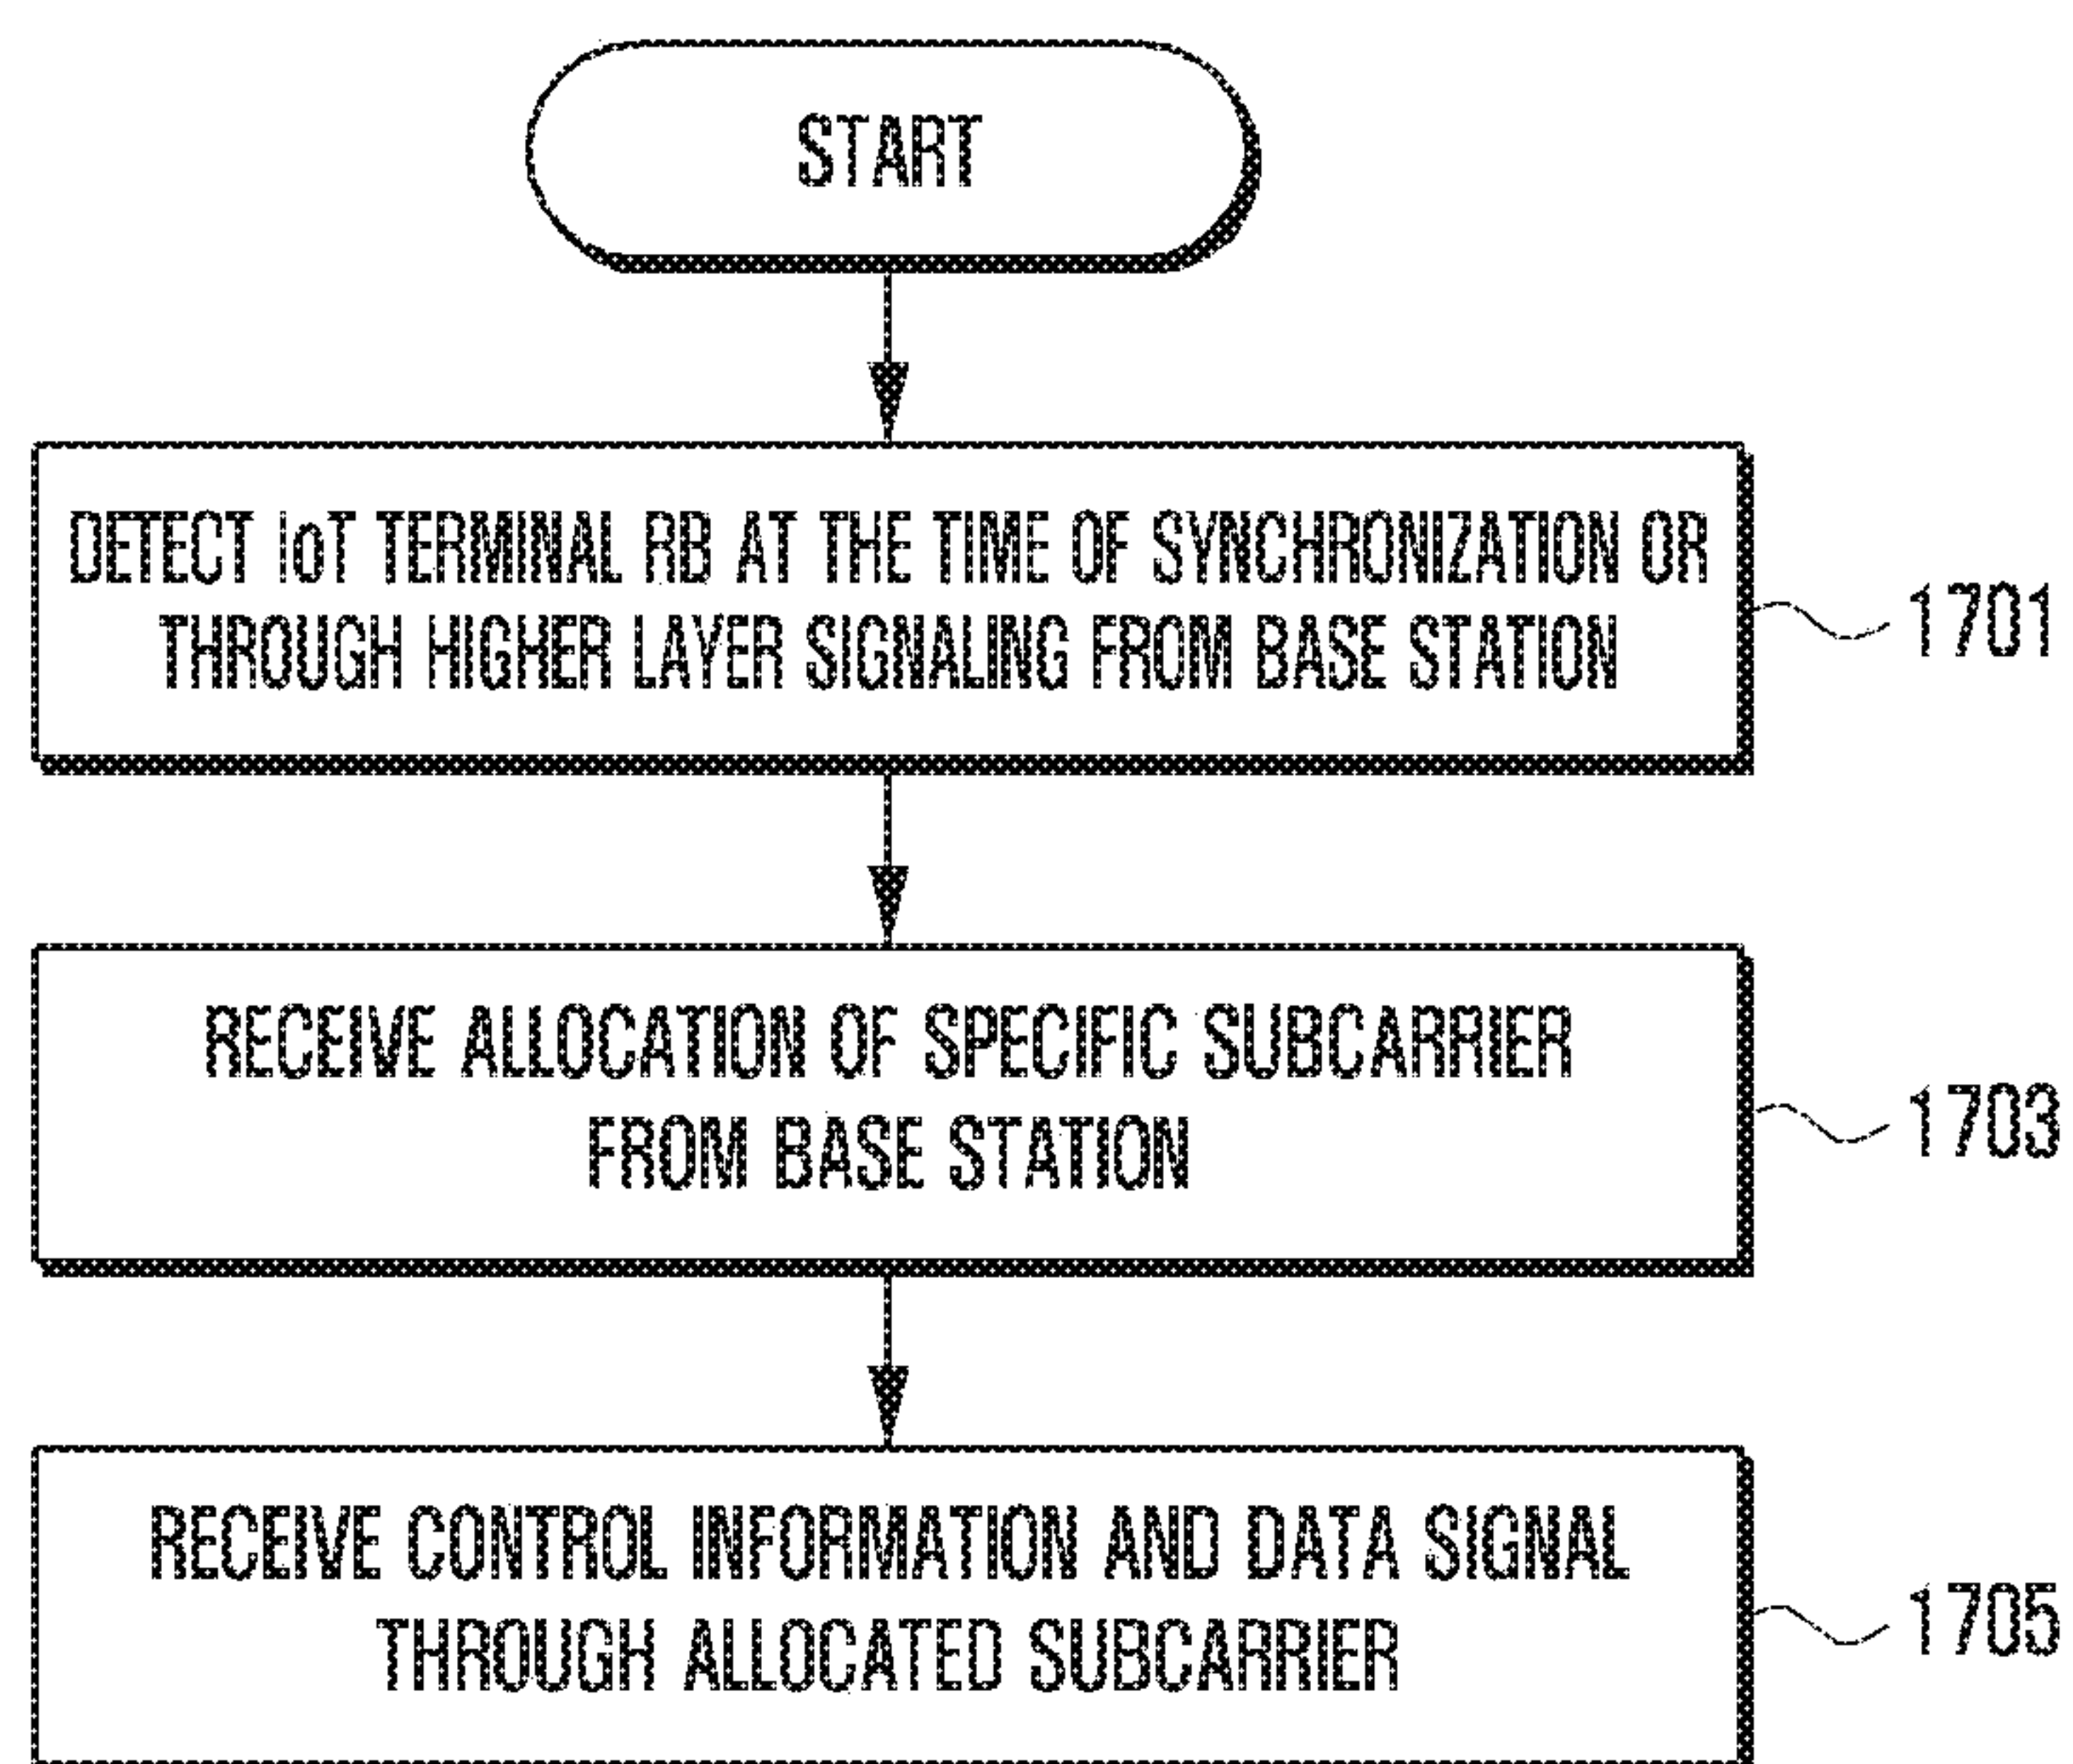 START
DETECT IoT TERMINAL RB AT THE TIME OF SYNCHRONIZATION OR
THROUGH HIGHER LAYER SIGNALING FROM BASE STATION
1701
RECEIVE ALLOCATION OF SPECIFIC SUBCARRIER
FROM BASE STATION
1703
RECEIVE CONTROL INFORMATION AND DATA SIGNAL
THROUGH ALLOCATED SUBCARRIER
1705